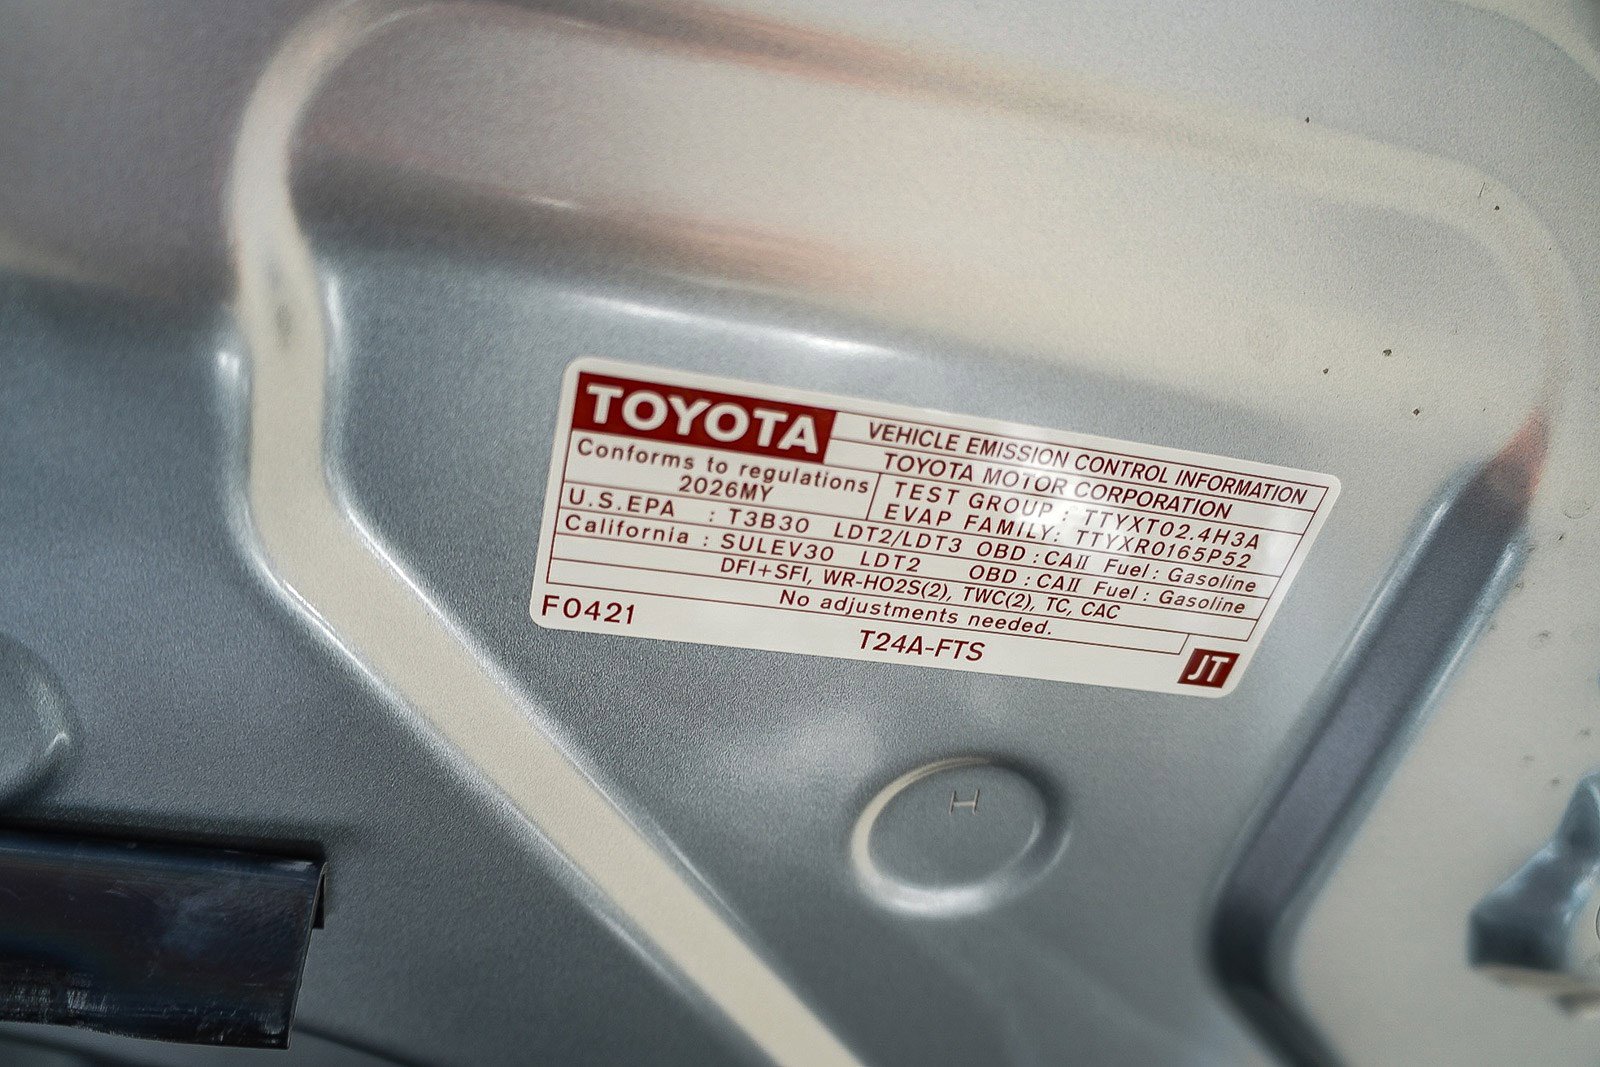 TOYOTA
VEHICLE EMISSION CONTROL INFORMATION
TOYOTA MOTOR CORPORATION
Conforms to regulations
2026MY
TEST GROUP : TTYXT02.4H3A
EVAP FAMILY: TTYXR0165P52
U.S.EPA : T3B30 LDT2/LDT3 OBD : CAII Fuel : Gasoline
California : SULEV30 LDT2 OBD : CAII Fuel : Gasoline
DFI+SFI, WR-HO2S(2), TWC(2), TC, CAC
No adjustments needed.
F0421
T24A-FTS
JT
H